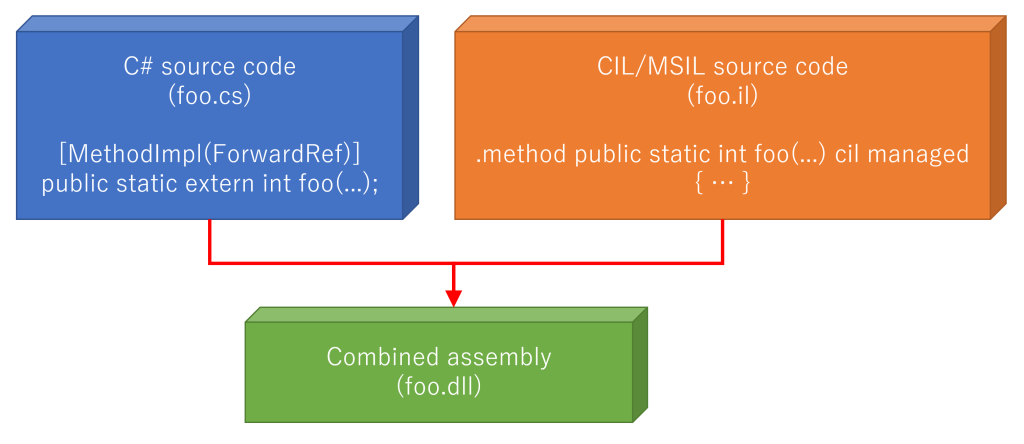 C# source code
(foo.cs)
[MethodImpl(ForwardRef)]
public static extern int foo(...);
CIL/MSIL source code
(foo.il)
.method public static int foo(...) cil managed
{ ⋯ }
Combined assembly
(foo.dll)